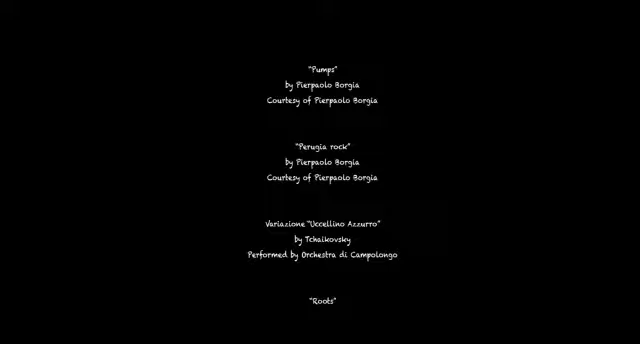 "Pumps"
by Pierpaolo Borgia
Courtesy of Pierpaolo Borgia
"Perugia rock"
by Pierpaolo Borgia
Courtesy of Pierpaolo Borgia
Variazione "Uccellino Azzurro"
by Tchaikovsky
Performed by Orchestra di Campolongo
"Roots"